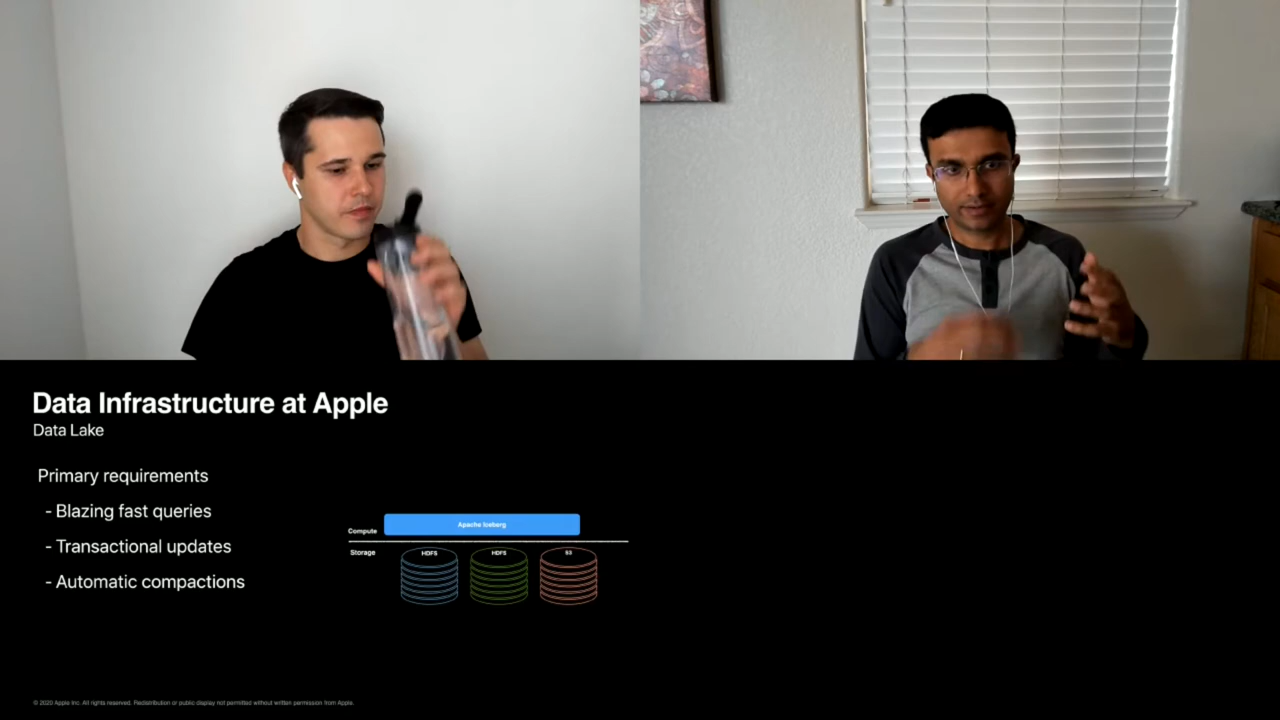 Data Infrastructure at Apple
Data Lake
Primary requirements
- Blazing fast queries
- Transactional updates
- Automatic compactions
Compute
Apache Iceberg
Storage
HDFS
HDFS
S3
© 2020 Apple Inc. All rights reserved. Redistribution or public display not permitted without written permission from Apple.